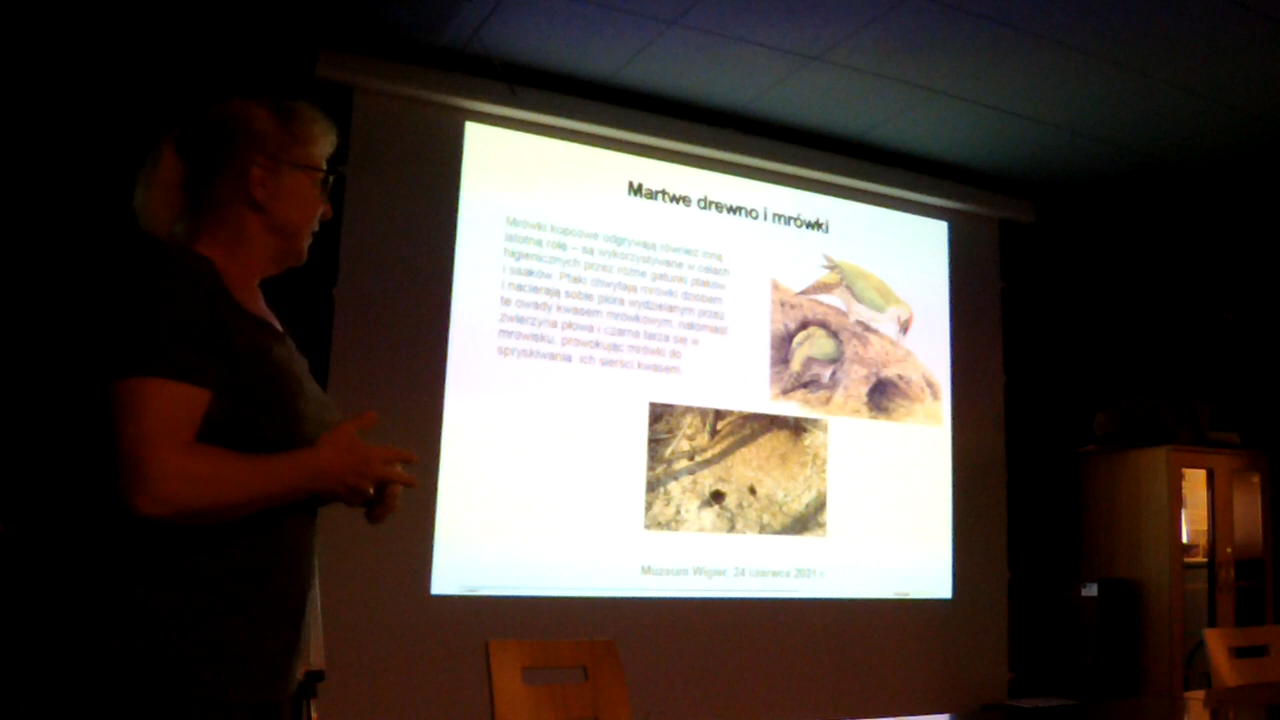 Martwe drewno i mrówki
Mrówki kopcowe odgrywają również inną
istotną rolę – są wykorzystywane w celach
higienicznych przez różne gatunki ptaków
i ssaków. Ptaki chwytają mrówki dziobem
i nacierają sobie pióra wydzielanym przez
te owady kwasem mrówkowym, natomiast
zwierzyna płowa i czarna tarza się w
mrowisku, prowokując mrówki do
spryskiwania ich sierści kwasem.
Muzeum Wigier, 24 czerwca 2021 r.